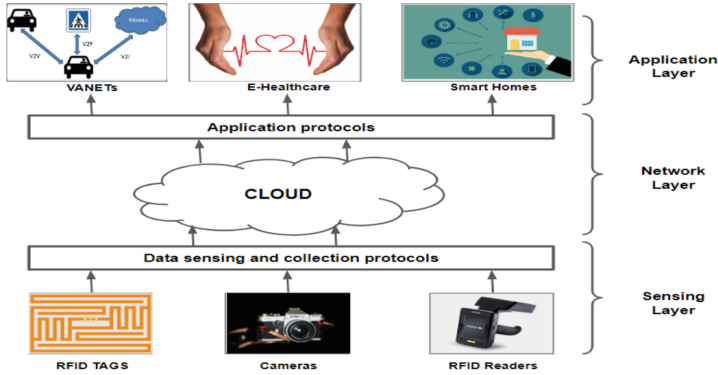 Réseau
V2P
V2V
V2I
VANETs
E-Healthcare
Smart Homes
Application
Layer
Application protocols
CLOUD
Network
Layer
Data sensing and collection protocols
Sensing
Layer
RFID TAGS
Cameras
RFID Readers